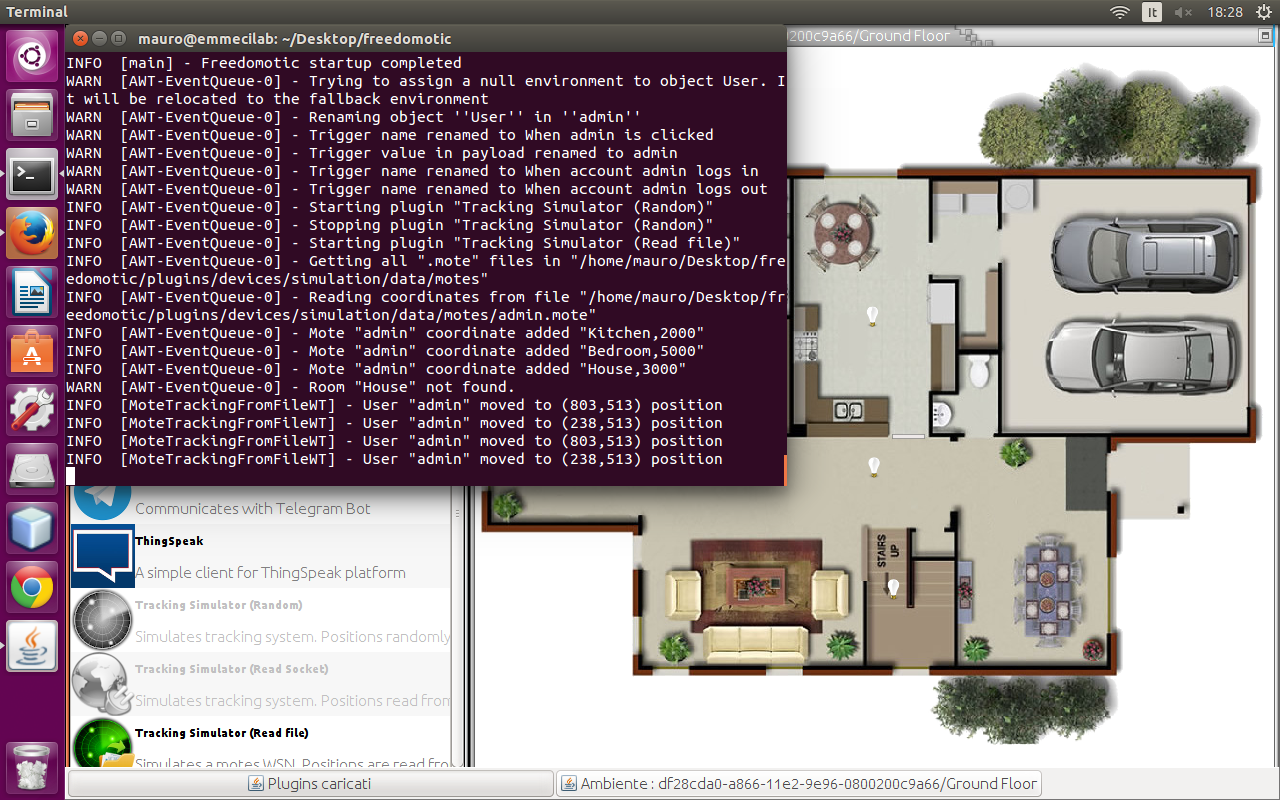 Terminal
It
18:28
mauro@emmecilab: ~/Desktop/freedomotic
200c9a66/Ground Floor
INFO  [main] - Freedomotic startup completed
WARN  [AWT-EventQueue-0] - Trying to assign a null environment to object User. I
t will be relocated to the fallback environment
WARN  [AWT-EventQueue-0] - Renaming object ''User'' in ''admin''
WARN  [AWT-EventQueue-0] - Trigger name renamed to When admin is clicked
WARN  [AWT-EventQueue-0] - Trigger value in payload renamed to admin
WARN  [AWT-EventQueue-0] - Trigger name renamed to When account admin logs in
WARN  [AWT-EventQueue-0] - Trigger name renamed to When account admin logs out
INFO  [AWT-EventQueue-0] - Starting plugin "Tracking Simulator (Random)"
INFO  [AWT-EventQueue-0] - Stopping plugin "Tracking Simulator (Random)"
INFO  [AWT-EventQueue-0] - Starting plugin "Tracking Simulator (Read file)"
INFO  [AWT-EventQueue-0] - Getting all ".mote" files in "/home/mauro/Desktop/fre
edomotic/plugins/devices/simulation/data/motes"
INFO  [AWT-EventQueue-0] - Reading coordinates from file "/home/mauro/Desktop/fr
eedomotic/plugins/devices/simulation/data/motes/admin.mote"
INFO  [AWT-EventQueue-0] - Mote "admin" coordinate added "Kitchen,2000"
INFO  [AWT-EventQueue-0] - Mote "admin" coordinate added "Bedroom,5000"
INFO  [AWT-EventQueue-0] - Mote "admin" coordinate added "House,3000"
WARN  [AWT-EventQueue-0] - Room "House" not found.
INFO  [MoteTrackingFromFileWT] - User "admin" moved to (803,513) position
INFO  [MoteTrackingFromFileWT] - User "admin" moved to (238,513) position
INFO  [MoteTrackingFromFileWT] - User "admin" moved to (803,513) position
INFO  [MoteTrackingFromFileWT] - User "admin" moved to (238,513) position
Communicates with Telegram Bot
ThingSpeak
A simple client for ThingSpeak platform
Tracking Simulator (Random)
Simulates tracking system. Positions randomly
Tracking Simulator (Read Socket)
Simulates tracking system. Positions read from
Tracking Simulator (Read file)
Simulates a motes WSN. Positions are read fro
STAIRS
UP
Plugins caricati
Ambiente : df28cda0-a866-11e2-9e96-0800200c9a66/Ground Floor